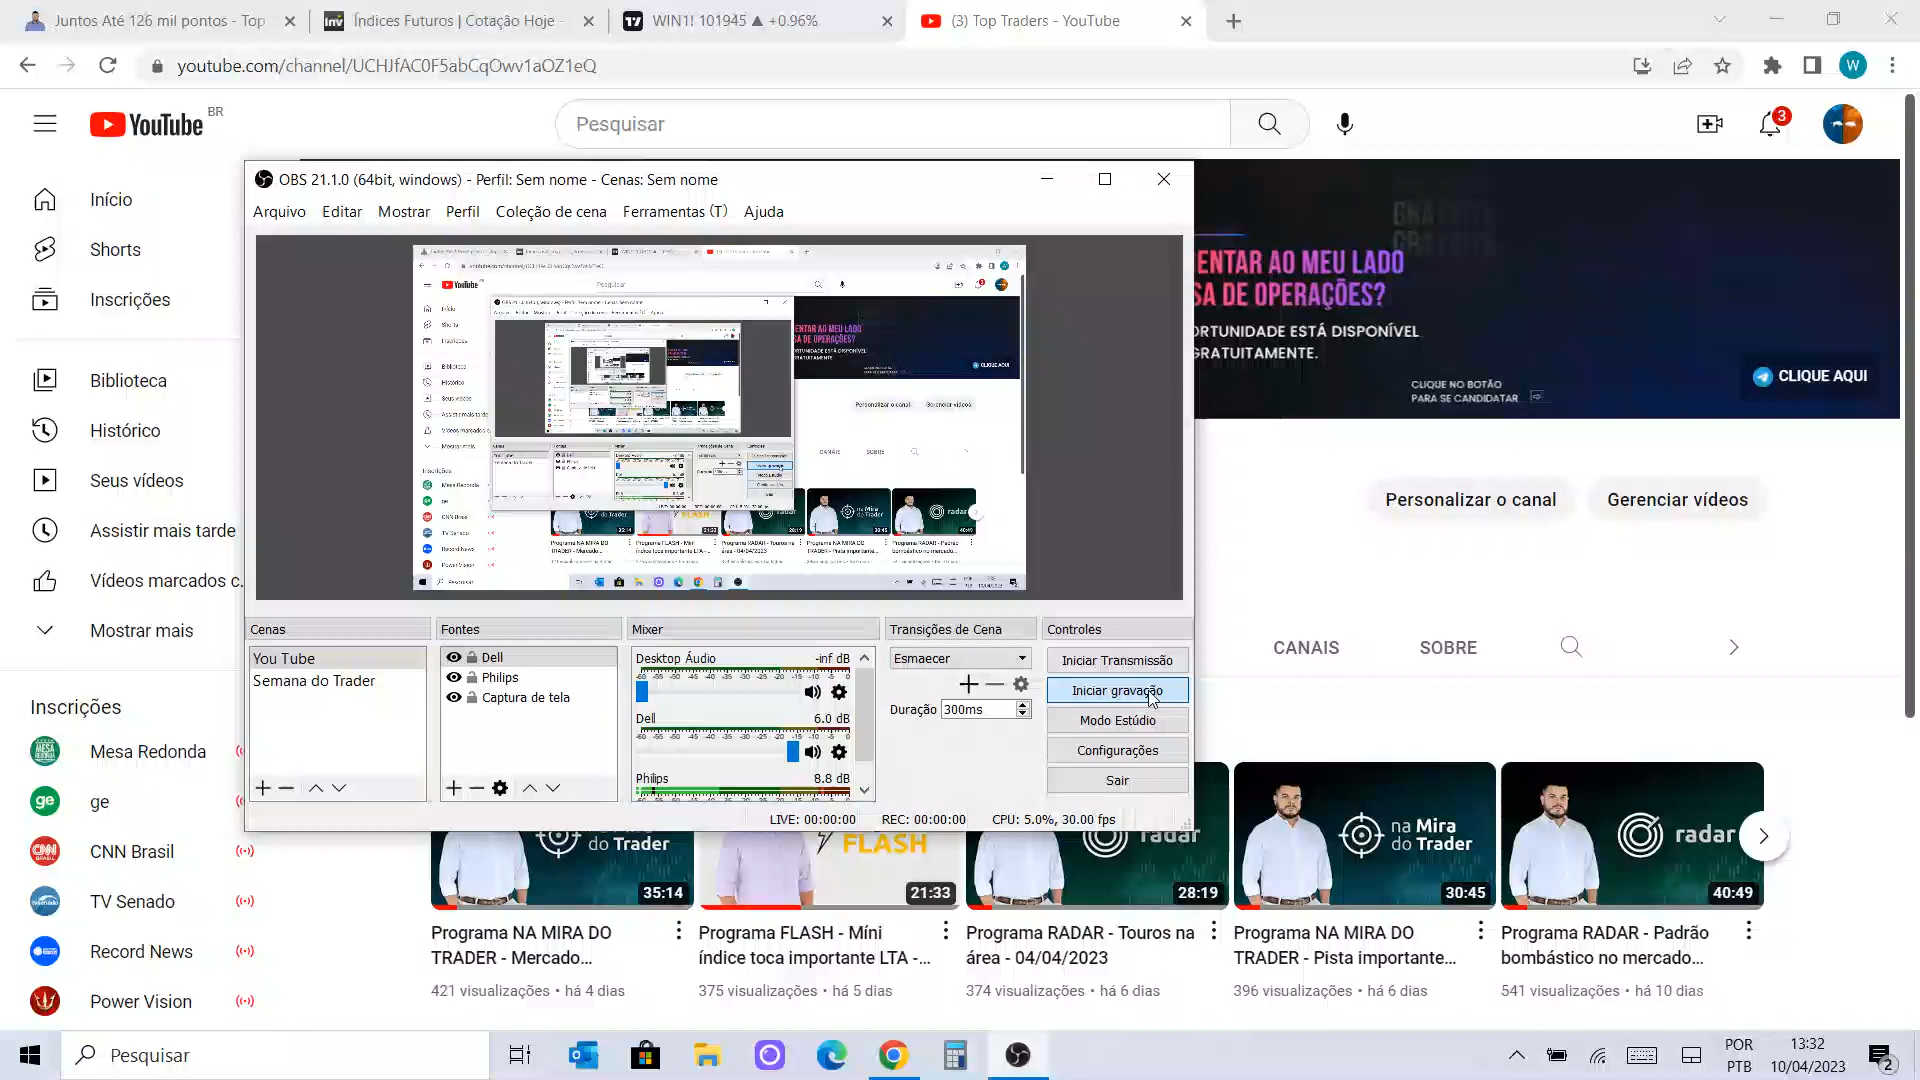 Juntos Até 126 mil pontos - Top
Índices Futuros | Cotação Hoje -
WIN1! 101945 ▲ +0.96%
(3) Top Traders - YouTube
youtube.com/channel/UCHJfAC0F5abCqOwv1aOZ1eQ
W
YouTube BR
Pesquisar
3
Início
Shorts
Inscrições
Biblioteca
Histórico
Seus vídeos
Assistir mais tarde
Vídeos marcados c.
Mostrar mais
Inscrições
Mesa Redonda
ge
CNN Brasil
TV Senado
Record News
Power Vision
OBS 21.1.0 (64bit, windows) - Perfil: Sem nome - Cenas: Sem nome
Arquivo Editar Mostrar Perfil Coleção de cena Ferramentas (T) Ajuda
Cenas
You Tube
Semana do Trader
Fontes
Dell
Philips
Captura de tela
Mixer
Desktop Áudio -inf dB
Dell 6.0 dB
Philips 8.8 dB
Transições de Cena
Esmaecer
Duração 300ms
Controles
Iniciar Transmissão
Iniciar gravação
Modo Estúdio
Configurações
Sair
LIVE: 00:00:00 REC: 00:00:00 CPU: 5.0%, 30.00 fps
ENTAR AO MEU LADO
SA DE OPERAÇÕES?
ORTUNIDADE ESTÁ DISPONÍVEL
GRATUITAMENTE.
CLIQUE NO BOTÃO
PARA SE CANDIDATAR
CLIQUE AQUI
Personalizar o canal
Gerenciar vídeos
CANAIS SOBRE
do Trader
35:14
FLASH
21:33
radar
28:19
na Mira
do Trader
30:45
radar
40:49
Programa NA MIRA DO
TRADER - Mercado...
421 visualizações • há 4 dias
Programa FLASH - Míni
índice toca importante LTA -...
375 visualizações • há 5 dias
Programa RADAR - Touros na
área - 04/04/2023
374 visualizações • há 6 dias
Programa NA MIRA DO
TRADER - Pista importante...
396 visualizações • há 6 dias
Programa RADAR - Padrão
bombástico no mercado...
541 visualizações • há 10 dias
Pesquisar
POR
PTB
13:32
10/04/2023
2